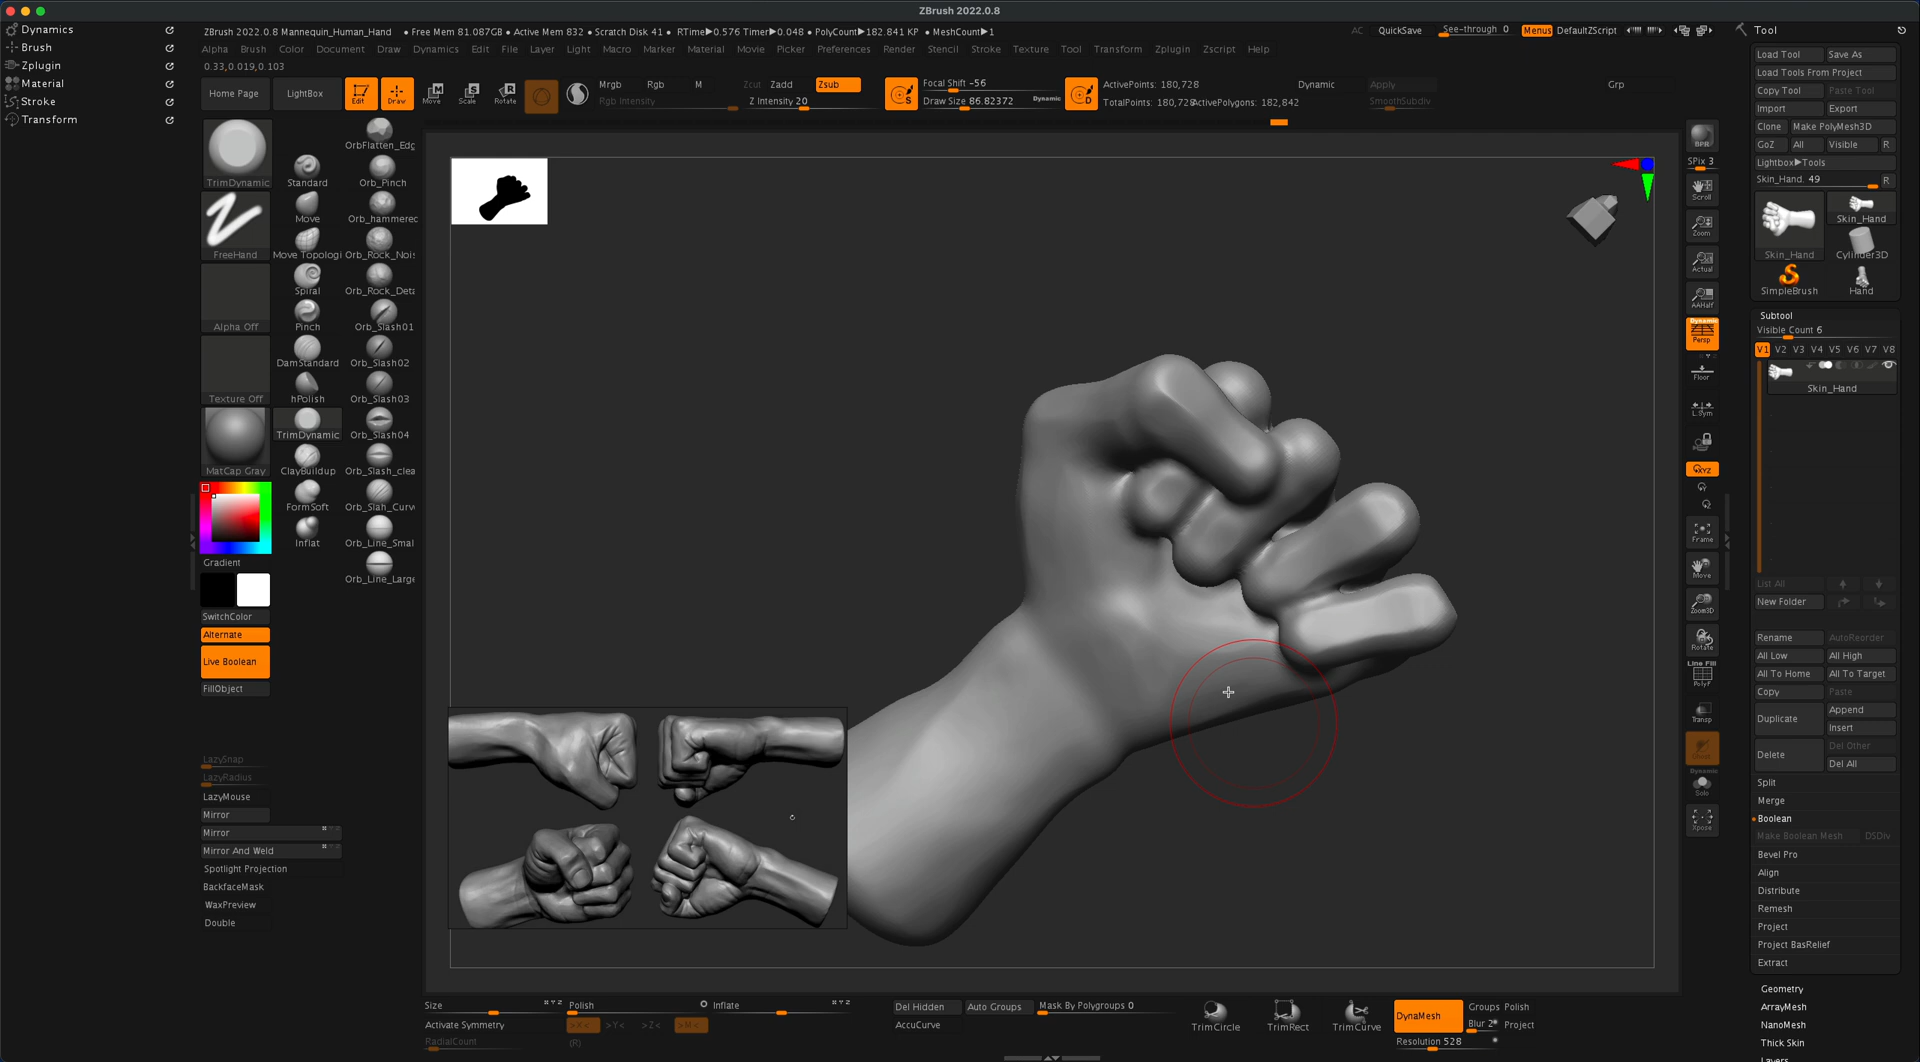 ZBrush 2022.0.8
Dynamics
Brush
Zplugin
Material
Stroke
Transform
ZBrush 2022.0.8 Mannequin_Human_Hand • Free Mem 81.087GB • Active Mem 832 • Scratch Disk 41 • RTime▶0.576 Timer▶0.048 • PolyCount▶182.841 KP • MeshCount▶1
AC QuickSave See-through 0 Menus DefaultZScript
Alpha Brush Color Document Draw Dynamics Edit File Layer Light Macro Marker Material Movie Picker Preferences Render Stencil Stroke Texture Tool Transform Zplugin Zscript Help
0.33,0.019,0.103
Home Page LightBox Edit Draw Move Scale Rotate
Mrgb Rgb M Zcut Zadd Zsub
Rgb Intensity Z Intensity 20
Focal Shift -56
Draw Size 86.82372 Dynamic
S D
ActivePoints: 180,728
TotalPoints: 180,728 ActivePolygons: 182,842
Dynamic Apply
SmoothSubdiv
Grp
TrimDynamic
FreeHand
Alpha Off
Texture Off
MatCap Gray
Gradient
SwitchColor
Alternate
Live Boolean
FillObject
LazySnap
LazyRadius
LazyMouse
Mirror
Mirror
Mirror And Weld
Spotlight Projection
BackfaceMask
WaxPreview
Double
Standard
Move
Move Topologi
Spiral
Pinch
DamStandard
hPolish
TrimDynamic
ClayBuildup
FormSoft
Inflat
OrbFlatten_Edg
Orb_Pinch
Orb_hammered
Orb_Rock_Nois
Orb_Rock_Deta
Orb_Slash01
Orb_Slash02
Orb_Slash03
Orb_Slash04
Orb_Slash_clea
Orb_Slah_Curv
Orb_Line_Smal
Orb_Line_Large
BPR
SPix 3
Scroll
Zoom
Actual
AAHalf
Dynamic
Persp
Floor
L.Sym
XYZ
Frame
Move
Zoom3D
Rotate
Line Fill
PolyF
Transp
Ghost
Dynamic
Solo
Xpose
Tool
Load Tool Save As
Load Tools From Project
Copy Tool Paste Tool
Import Export
Clone Make PolyMesh3D
GoZ All Visible R
Lightbox▶Tools
Skin_Hand. 49 R
Skin_Hand Skin_Hand
Cylinder3D
SimpleBrush Hand
Subtool
Visible Count 6
V1 V2 V3 V4 V5 V6 V7 V8
Skin_Hand
List All
New Folder
Rename AutoReorder
All Low All High
All To Home All To Target
Copy Paste
Duplicate Append
Insert
Delete Del Other
Del All
Split
Merge
Boolean
Make Boolean Mesh DSDiv
Bevel Pro
Align
Distribute
Remesh
Project
Project BasRelief
Extract
Geometry
ArrayMesh
NanoMesh
Thick Skin
Layers
Size Polish Inflate
Activate Symmetry >X< >Y< >Z< >M<
RadialCount (R)
Del Hidden Auto Groups Mask By Polygroups 0
AccuCurve
TrimCircle TrimRect TrimCurve
DynaMesh Groups Polish
Blur 2 Project
Resolution 528